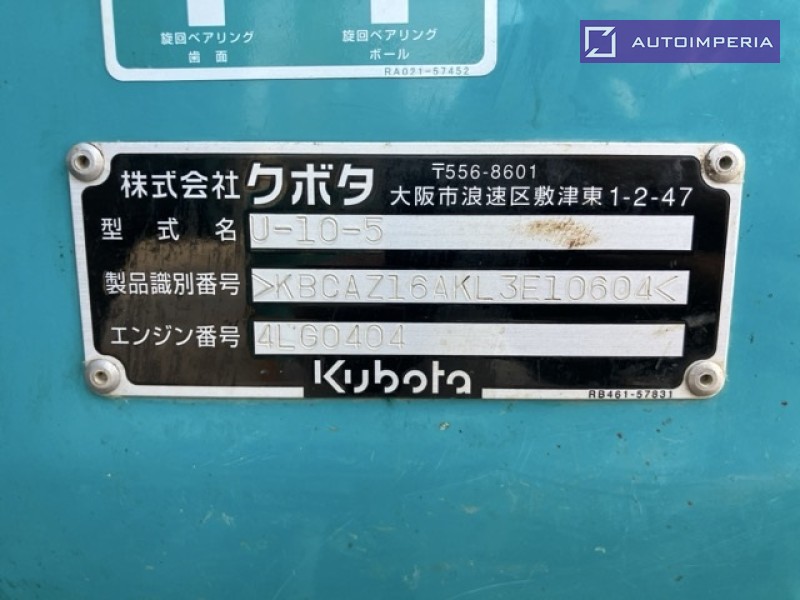 AUTOIMPERIA
旋回ベアリング 旋回ベアリング
歯面 ボール
RA021-57452
株式会社クボタ 〒556-8601
大阪市浪速区敷津東1-2-47
型式名 U-10-5
製品識別番号 >KBCAZ16AKL3E10604<
エンジン番号 4LG0404
Kubota
RB461-57831